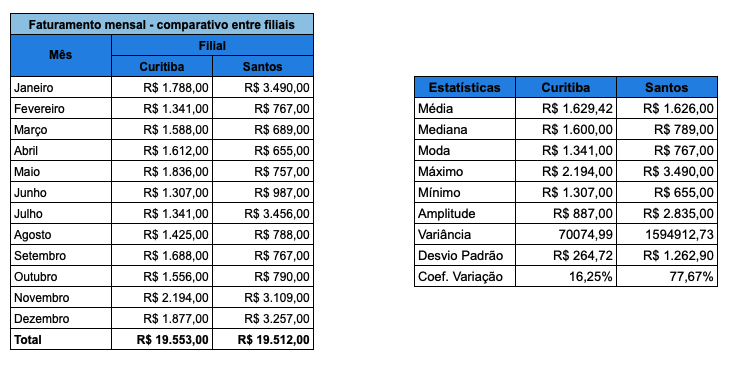 Faturamento mensal - comparativo entre filiais
Mês Filial
Curitiba Santos
Janeiro R$ 1.788,00 R$ 3.490,00
Fevereiro R$ 1.341,00 R$ 767,00
Março R$ 1.588,00 R$ 689,00
Abril R$ 1.612,00 R$ 655,00
Maio R$ 1.836,00 R$ 757,00
Junho R$ 1.307,00 R$ 987,00
Julho R$ 1.341,00 R$ 3.456,00
Agosto R$ 1.425,00 R$ 788,00
Setembro R$ 1.688,00 R$ 767,00
Outubro R$ 1.556,00 R$ 790,00
Novembro R$ 2.194,00 R$ 3.109,00
Dezembro R$ 1.877,00 R$ 3.257,00
Total R$ 19.553,00 R$ 19.512,00
Estatísticas Curitiba Santos
Média R$ 1.629,42 R$ 1.626,00
Mediana R$ 1.600,00 R$ 789,00
Moda R$ 1.341,00 R$ 767,00
Máximo R$ 2.194,00 R$ 3.490,00
Mínimo R$ 1.307,00 R$ 655,00
Amplitude R$ 887,00 R$ 2.835,00
Variância 70074,99 1594912,73
Desvio Padrão R$ 264,72 R$ 1.262,90
Coef. Variação 16,25% 77,67%